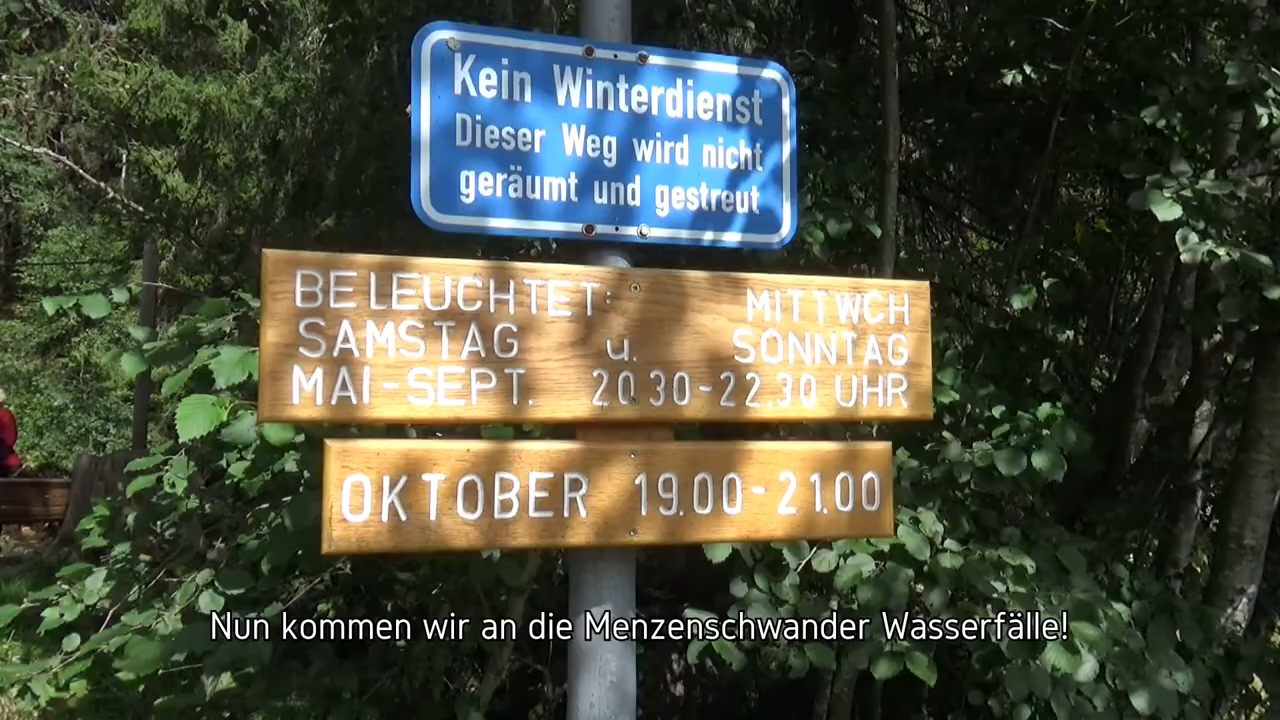 Kein Winterdienst
Dieser Weg wird nicht
geräumt und gestreut
BELEUCHTET: MITTWCH
SAMSTAG u. SONNTAG
MAI-SEPT. 20.30-22.30 UHR
OKTOBER 19.00-21.00
Nun kommen wir an die Menzenschwander Wasserfälle!